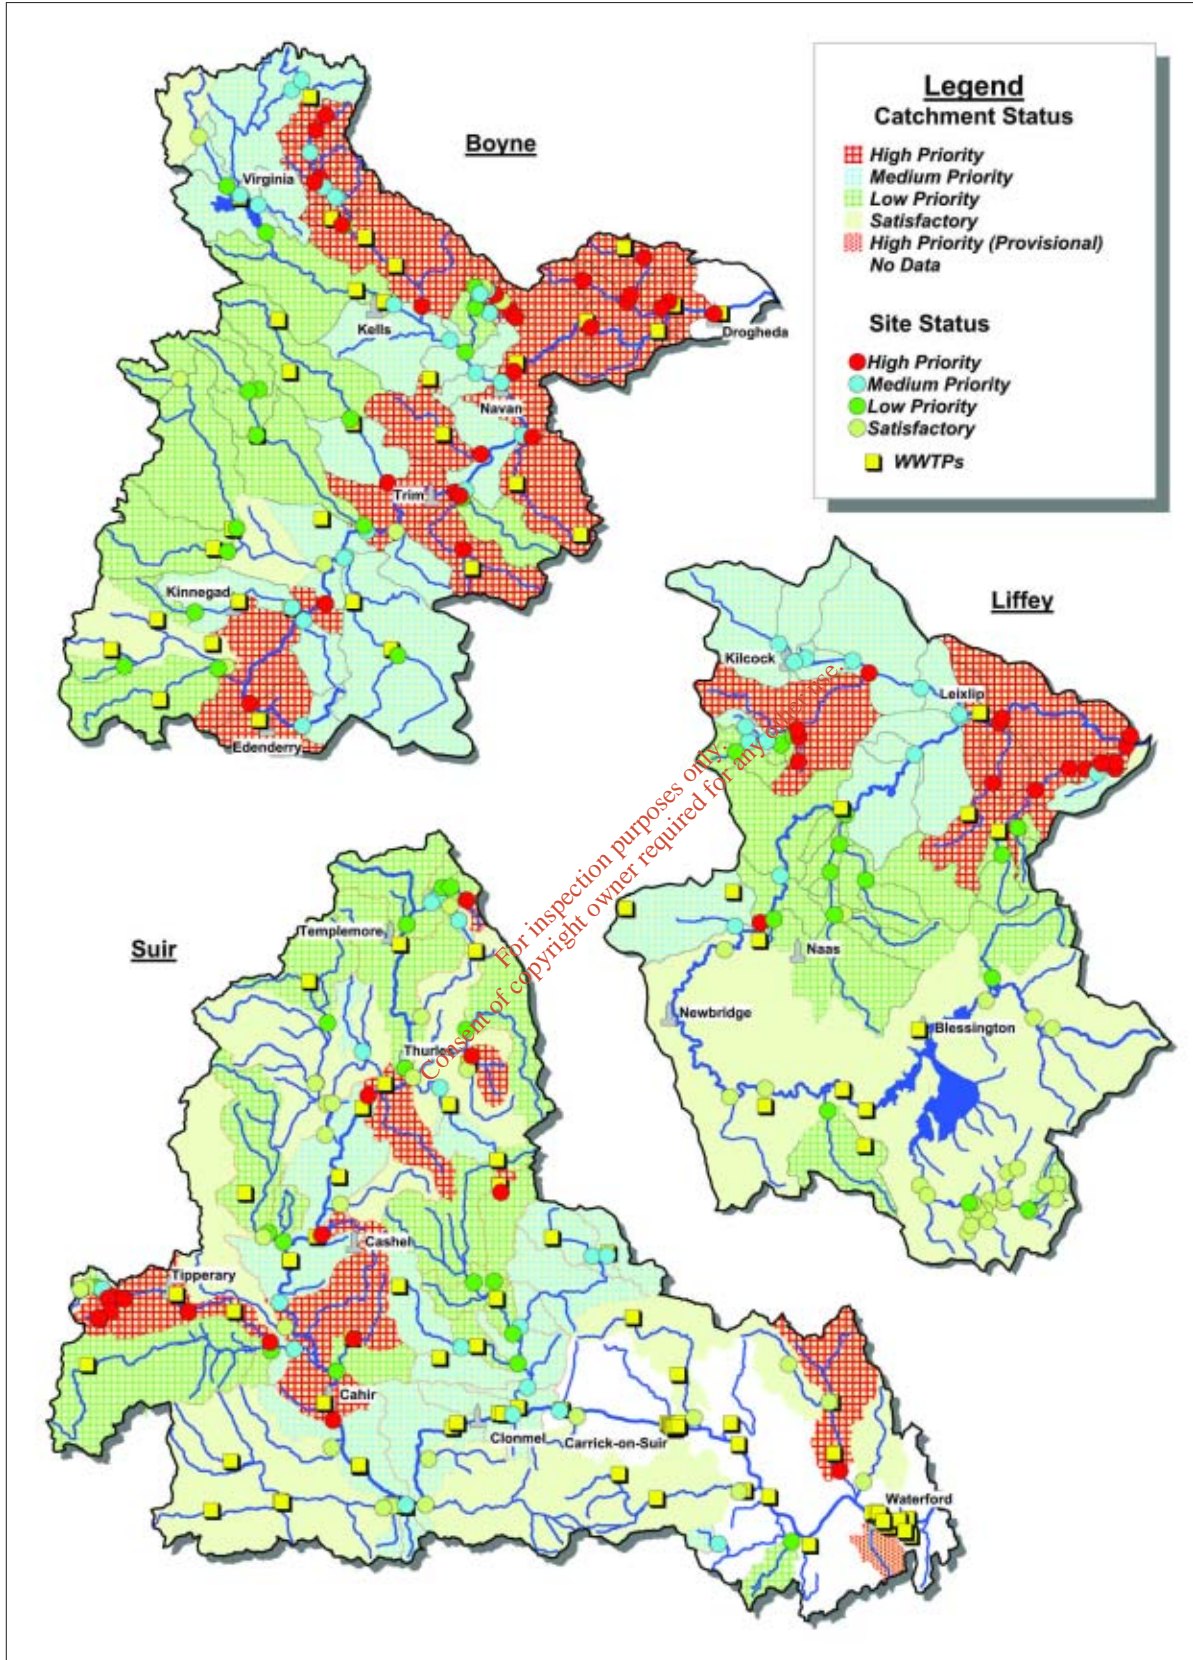 Legend
Catchment Status
High Priority
Medium Priority
Low Priority
Satisfactory
High Priority (Provisional)
No Data
Site Status
High Priority
Medium Priority
Low Priority
Satisfactory
WWTPs
Boyne
Virginia
Kells
Drogheda
Navan
Trim
Kinnegad
Edenderry
Liffey
Kilcock
Leixlip
Naas
Newbridge
Blessington
Suir
Templemore
Thurles
Cashel
Tipperary
Cahir
Clonmel
Carrick-on-Suir
Waterford
For inspection purposes only.
Consent of copyright owner required for any other use.